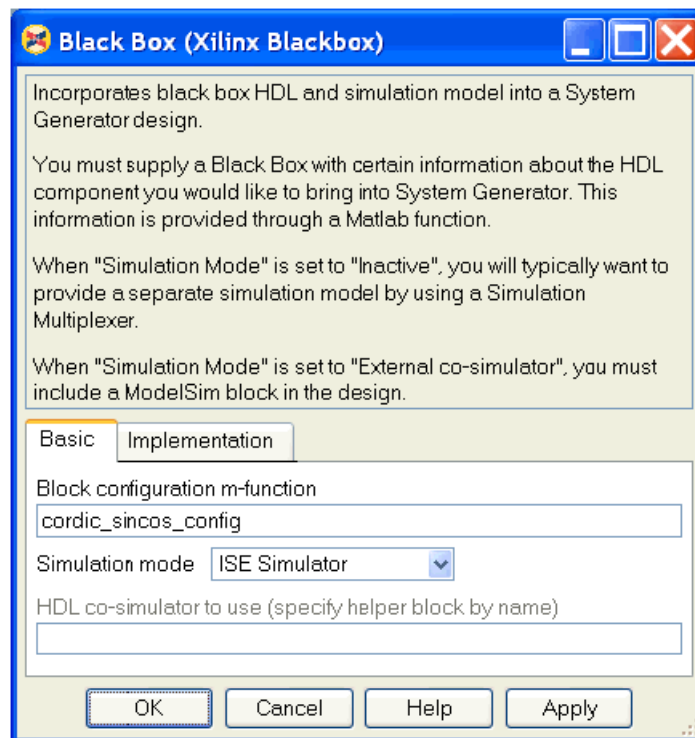 Black Box (Xilinx Blackbox)
Incorporates black box HDL and simulation model into a System
Generator design.
You must supply a Black Box with certain information about the HDL
component you would like to bring into System Generator. This
information is provided through a Matlab function.
When "Simulation Mode" is set to "Inactive", you will typically want to
provide a separate simulation model by using a Simulation
Multiplexer.
When "Simulation Mode" is set to "External co-simulator", you must
include a ModelSim block in the design.
Basic Implementation
Block configuration m-function
cordic_sincos_config
Simulation mode ISE Simulator
HDL co-simulator to use (specify helper block by name)
OK Cancel Help Apply